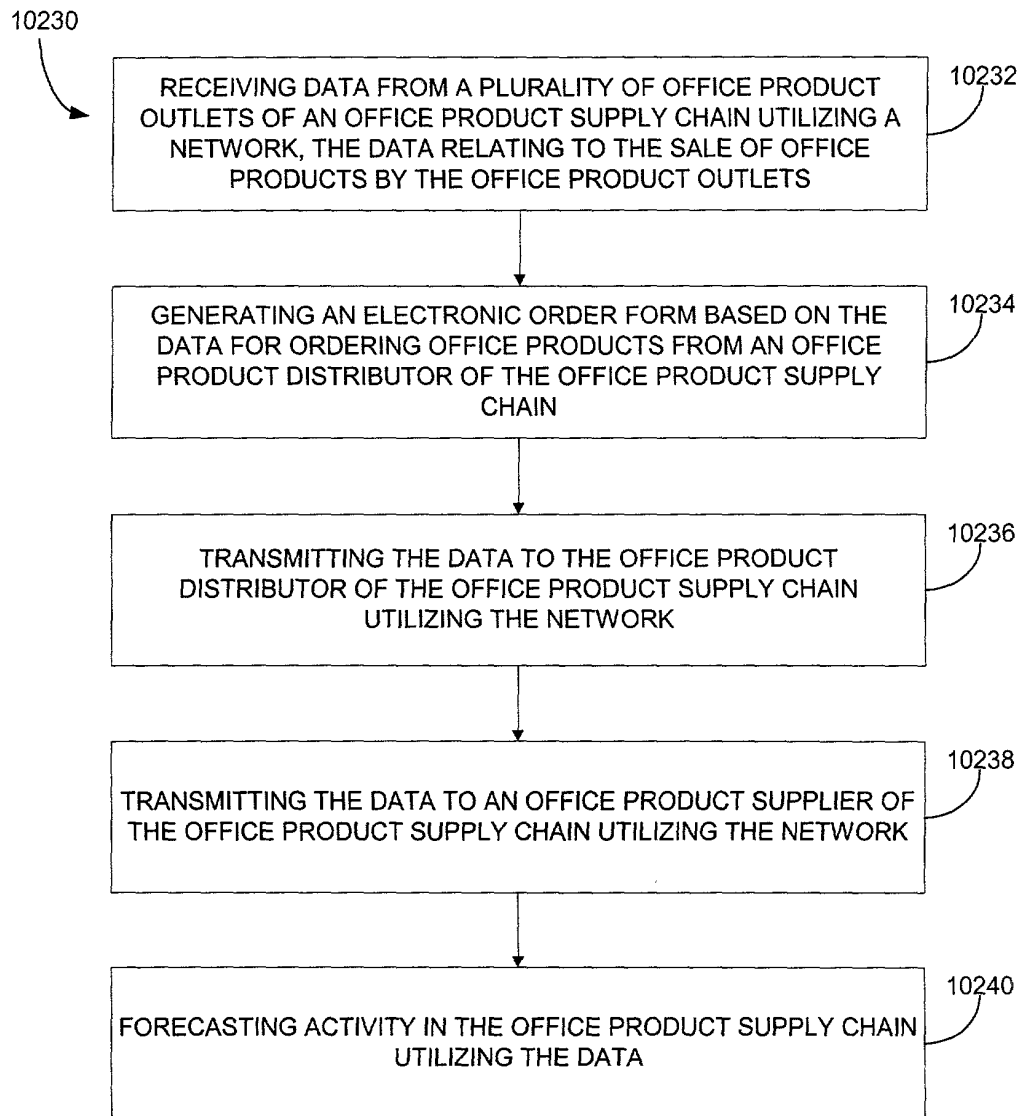 10230
RECEIVING DATA FROM A PLURALITY OF OFFICE PRODUCT
OUTLETS OF AN OFFICE PRODUCT SUPPLY CHAIN UTILIZING A
NETWORK, THE DATA RELATING TO THE SALE OF OFFICE
PRODUCTS BY THE OFFICE PRODUCT OUTLETS
10232
GENERATING AN ELECTRONIC ORDER FORM BASED ON THE
DATA FOR ORDERING OFFICE PRODUCTS FROM AN OFFICE
PRODUCT DISTRIBUTOR OF THE OFFICE PRODUCT SUPPLY
CHAIN
10234
TRANSMITTING THE DATA TO THE OFFICE PRODUCT
DISTRIBUTOR OF THE OFFICE PRODUCT SUPPLY CHAIN
UTILIZING THE NETWORK
10236
TRANSMITTING THE DATA TO AN OFFICE PRODUCT SUPPLIER OF
THE OFFICE PRODUCT SUPPLY CHAIN UTILIZING THE NETWORK
10238
FORECASTING ACTIVITY IN THE OFFICE PRODUCT SUPPLY CHAIN
UTILIZING THE DATA
10240